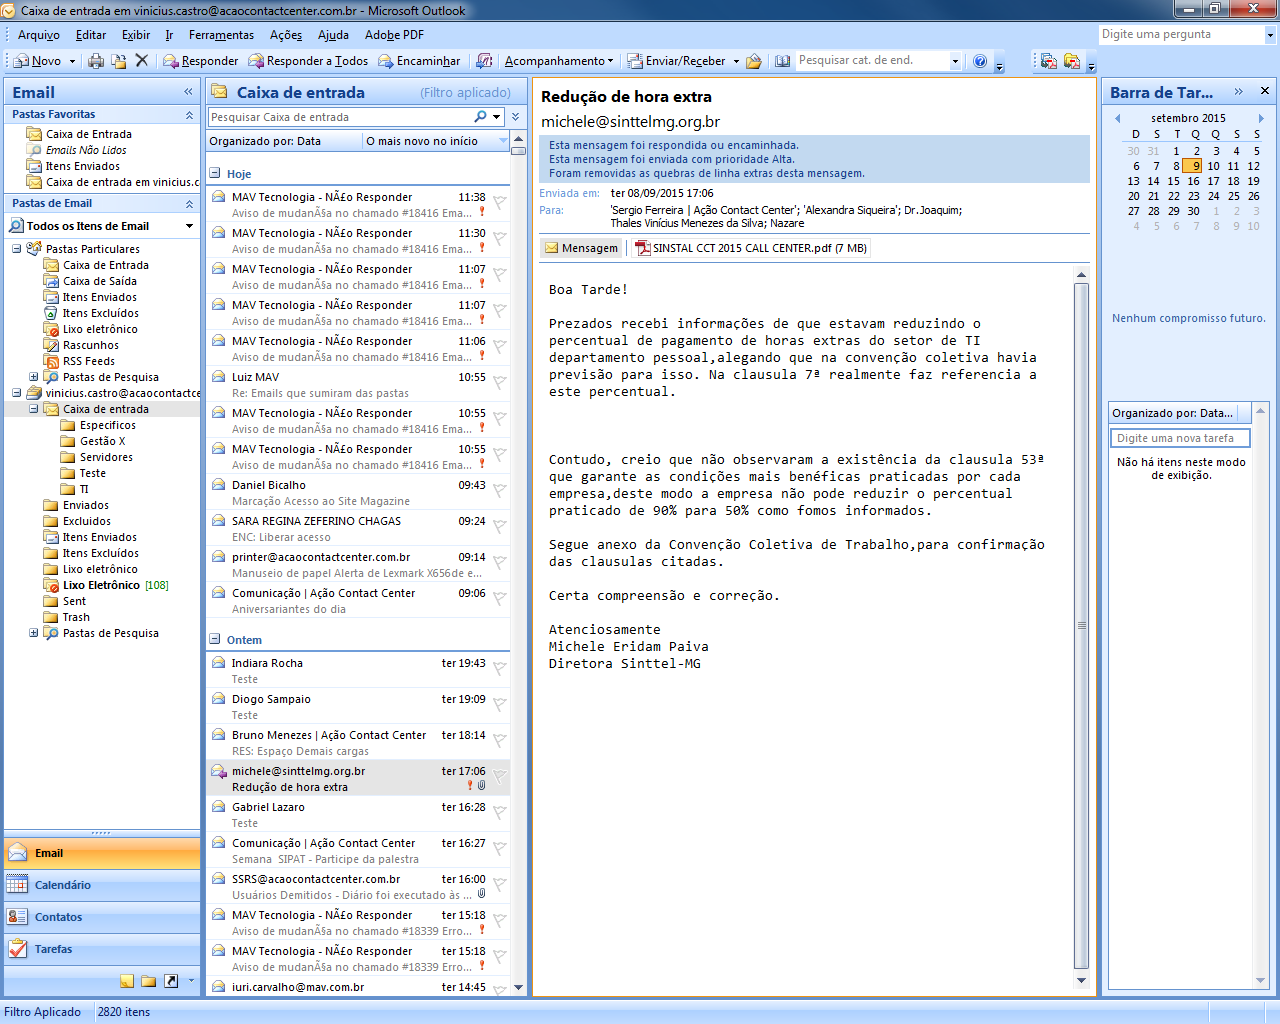 Caixa de entrada em vinicius.castro@acaocontactcenter.com.br - Microsoft Outlook
Arquivo Editar Exibir Ir Ferramentas Ações Ajuda Adobe PDF
Digite uma pergunta
Novo Responder Responder a Todos Encaminhar Acompanhamento Enviar/Receber Pesquisar cat. de end.
Email
Pastas Favoritas
Caixa de Entrada
Emails Não Lidos
Itens Enviados
Caixa de entrada em vinicius.c
Pastas de Email
Todos os Itens de Email
Pastas Particulares
Caixa de Entrada
Caixa de Saída
Itens Enviados
Itens Excluídos
Lixo eletrônico
Rascunhos
RSS Feeds
Pastas de Pesquisa
vinicius.castro@acaocontactce
Caixa de entrada
Especificos
Gestão X
Servidores
Teste
TI
Enviados
Excluidos
Itens Enviados
Itens Excluídos
Lixo eletrônico
Lixo Eletrônico [108]
Sent
Trash
Pastas de Pesquisa
Email
Calendário
Contatos
Tarefas
Caixa de entrada (Filtro aplicado)
Pesquisar Caixa de entrada
Organizado por: Data O mais novo no início
Hoje
MAV Tecnologia - NÃ£o Responder 11:38
Aviso de mudanÃ§a no chamado #18416 Ema...
MAV Tecnologia - NÃ£o Responder 11:30
Aviso de mudanÃ§a no chamado #18416 Ema...
MAV Tecnologia - NÃ£o Responder 11:07
Aviso de mudanÃ§a no chamado #18416 Ema...
MAV Tecnologia - NÃ£o Responder 11:07
Aviso de mudanÃ§a no chamado #18416 Ema...
MAV Tecnologia - NÃ£o Responder 11:06
Aviso de mudanÃ§a no chamado #18416 Ema...
Luiz MAV 10:55
Re: Emails que sumiram das pastas
MAV Tecnologia - NÃ£o Responder 10:55
Aviso de mudanÃ§a no chamado #18416 Ema...
MAV Tecnologia - NÃ£o Responder 10:55
Aviso de mudanÃ§a no chamado #18416 Ema...
Daniel Bicalho 09:43
Marcação Acesso ao Site Magazine
SARA REGINA ZEFERINO CHAGAS 09:24
ENC: Liberar acesso
printer@acaocontactcenter.com.br 09:14
Manuseio de papel Alerta de Lexmark X656de e...
Comunicação | Ação Contact Center 09:06
Aniversariantes do dia
Ontem
Indiara Rocha ter 19:43
Teste
Diogo Sampaio ter 19:09
Teste
Bruno Menezes | Ação Contact Center ter 18:14
RES: Espaço Demais cargas
michele@sinttelmg.org.br ter 17:06
Redução de hora extra
Gabriel Lazaro ter 16:28
Teste
Comunicação | Ação Contact Center ter 16:27
Semana SIPAT - Participe da palestra
SSRS@acaocontactcenter.com.br ter 16:00
Usuários Demitidos - Diário foi executado às ...
MAV Tecnologia - NÃ£o Responder ter 15:18
Aviso de mudanÃ§a no chamado #18339 Erro...
MAV Tecnologia - NÃ£o Responder ter 15:18
Aviso de mudanÃ§a no chamado #18339 Erro...
iuri.carvalho@mav.com.br ter 14:45
Redução de hora extra
michele@sinttelmg.org.br
Esta mensagem foi respondida ou encaminhada.
Esta mensagem foi enviada com prioridade Alta.
Foram removidas as quebras de linha extras desta mensagem.
Enviada em: ter 08/09/2015 17:06
Para: 'Sergio Ferreira | Ação Contact Center'; 'Alexandra Siqueira'; Dr.Joaquim;
Thales Vinícius Menezes da Silva; Nazare
Mensagem SINSTAL CCT 2015 CALL CENTER.pdf (7 MB)
Boa Tarde!
Prezados recebi informações de que estavam reduzindo o
percentual de pagamento de horas extras do setor de TI
departamento pessoal,alegando que na convenção coletiva havia
previsão para isso. Na clausula 7ª realmente faz referencia a
este percentual.
Contudo, creio que não observaram a existência da clausula 53ª
que garante as condições mais benéficas praticadas por cada
empresa,deste modo a empresa não pode reduzir o percentual
praticado de 90% para 50% como fomos informados.
Segue anexo da Convenção Coletiva de Trabalho,para confirmação
das clausulas citadas.
Certa compreensão e correção.
Atenciosamente
Michele Eridam Paiva
Diretora Sinttel-MG
Barra de Tar...
setembro 2015
D S T Q Q S S
30 31 1 2 3 4 5
6 7 8 9 10 11 12
13 14 15 16 17 18 19
20 21 22 23 24 25 26
27 28 29 30 1 2 3
4 5 6 7 8 9 10
Nenhum compromisso futuro.
Organizado por: Data...
Digite uma nova tarefa
Não há itens neste modo
de exibição.
Filtro Aplicado 2820 itens